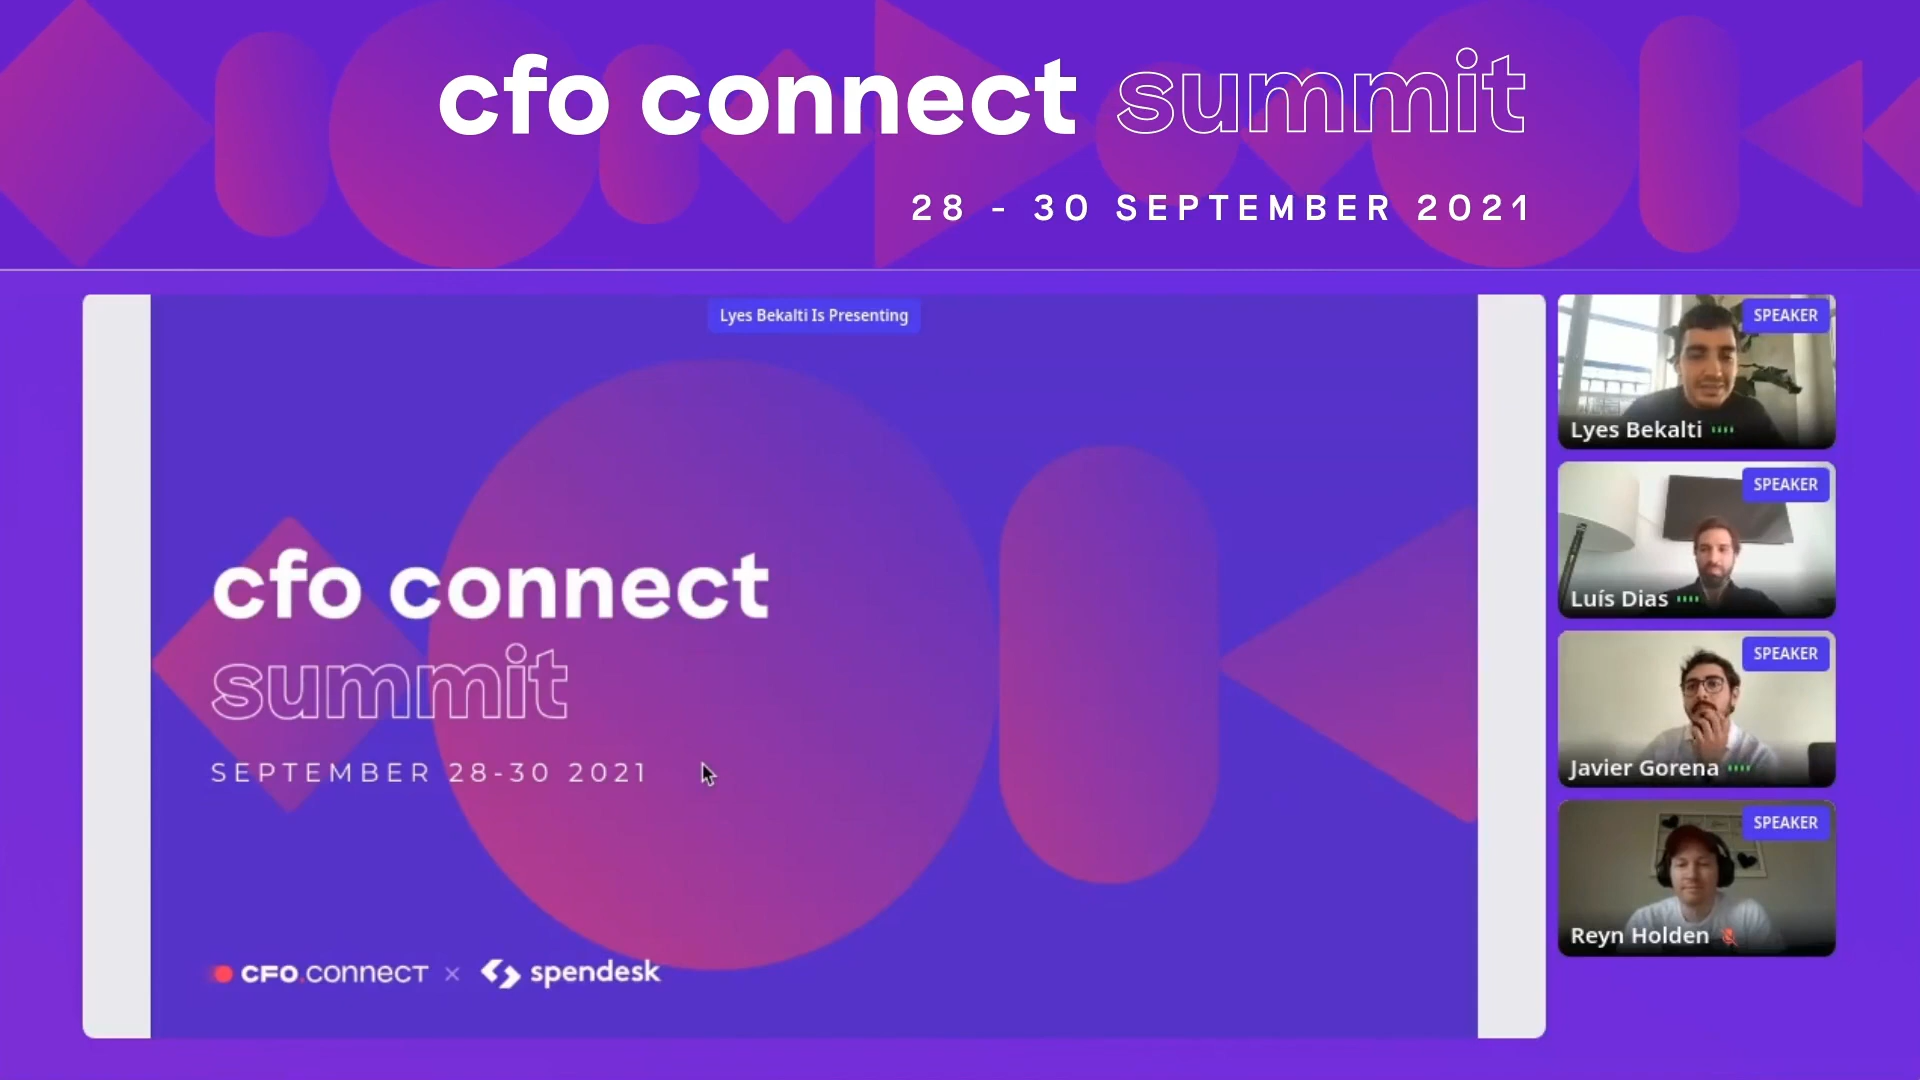 cfo connect summit
28 - 30 SEPTEMBER 2021
Lyes Bekalti Is Presenting
cfo connect
summit
SEPTEMBER 28-30 2021
CFO.CONNECT × spendesk
SPEAKER
Lyes Bekalti
SPEAKER
Luís Dias
SPEAKER
Javier Gorena
SPEAKER
Reyn Holden